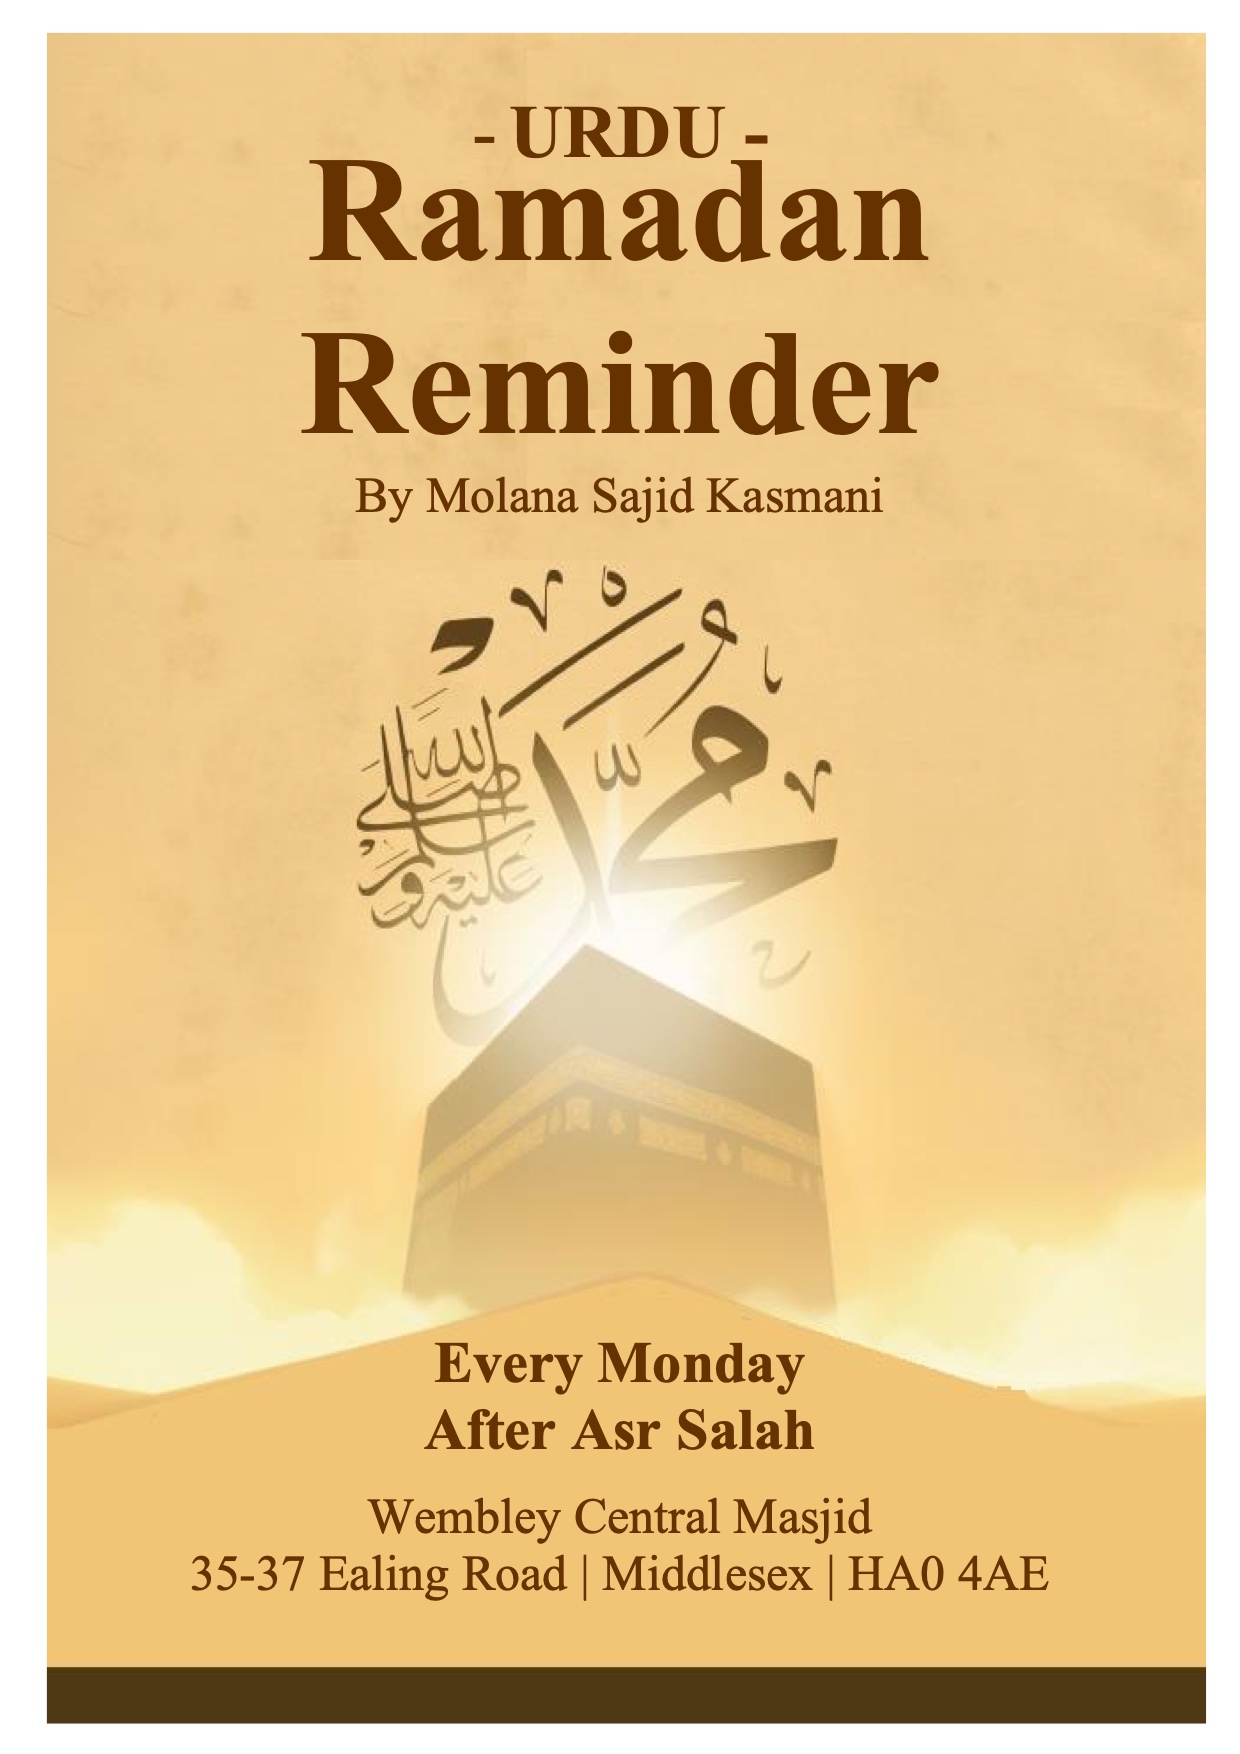 - URDU -
Ramadan
Reminder
By Molana Sajid Kasmani
محمد
صلى الله
عليه وسلم
Every Monday
After Asr Salah
Wembley Central Masjid
35-37 Ealing Road | Middlesex | HA0 4AE